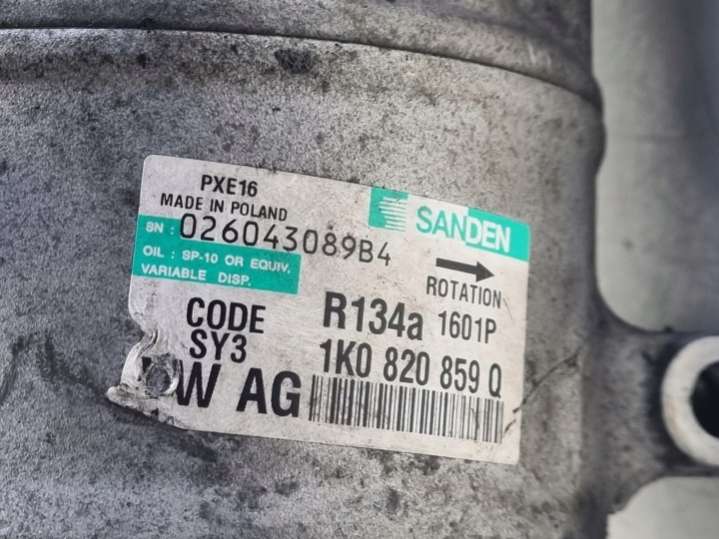 PXE16
MADE IN POLAND
SANDEN
SN : 026043089B4
OIL : SP-10 OR EQUIV.
VARIABLE DISP.
ROTATION
CODE R134a 1601P
SY3 1K0 820 859 Q
VW AG